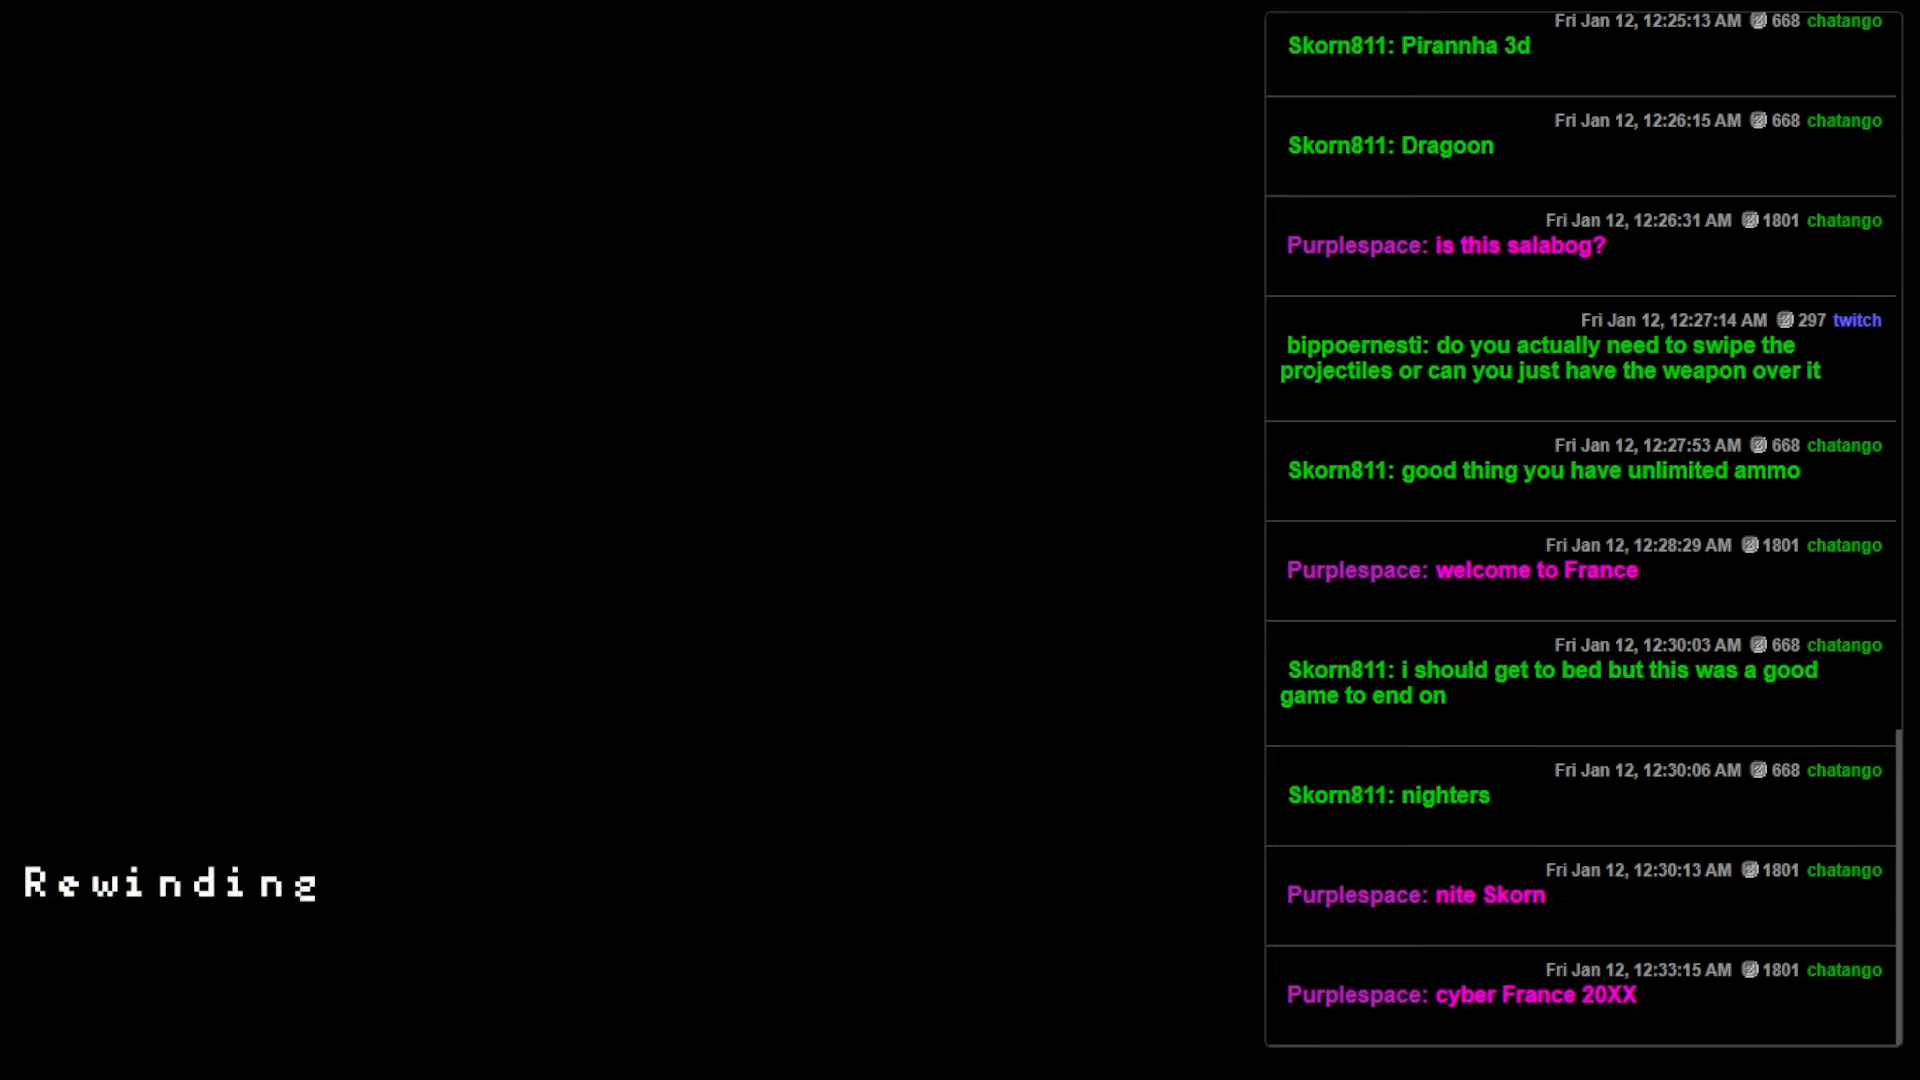 Fri Jan 12, 12:25:13 AM 668 chatango
Skorn811: Pirannha 3d
Fri Jan 12, 12:26:15 AM 668 chatango
Skorn811: Dragoon
Fri Jan 12, 12:26:31 AM 1801 chatango
Purplespace: is this salabog?
Fri Jan 12, 12:27:14 AM 297 twitch
bippoernesti: do you actually need to swipe the
projectiles or can you just have the weapon over it
Fri Jan 12, 12:27:53 AM 668 chatango
Skorn811: good thing you have unlimited ammo
Fri Jan 12, 12:28:29 AM 1801 chatango
Purplespace: welcome to France
Fri Jan 12, 12:30:03 AM 668 chatango
Skorn811: i should get to bed but this was a good
game to end on
Fri Jan 12, 12:30:06 AM 668 chatango
Skorn811: nighters
Fri Jan 12, 12:30:13 AM 1801 chatango
Purplespace: nite Skorn
Fri Jan 12, 12:33:15 AM 1801 chatango
Purplespace: cyber France 20XX
Rewinding